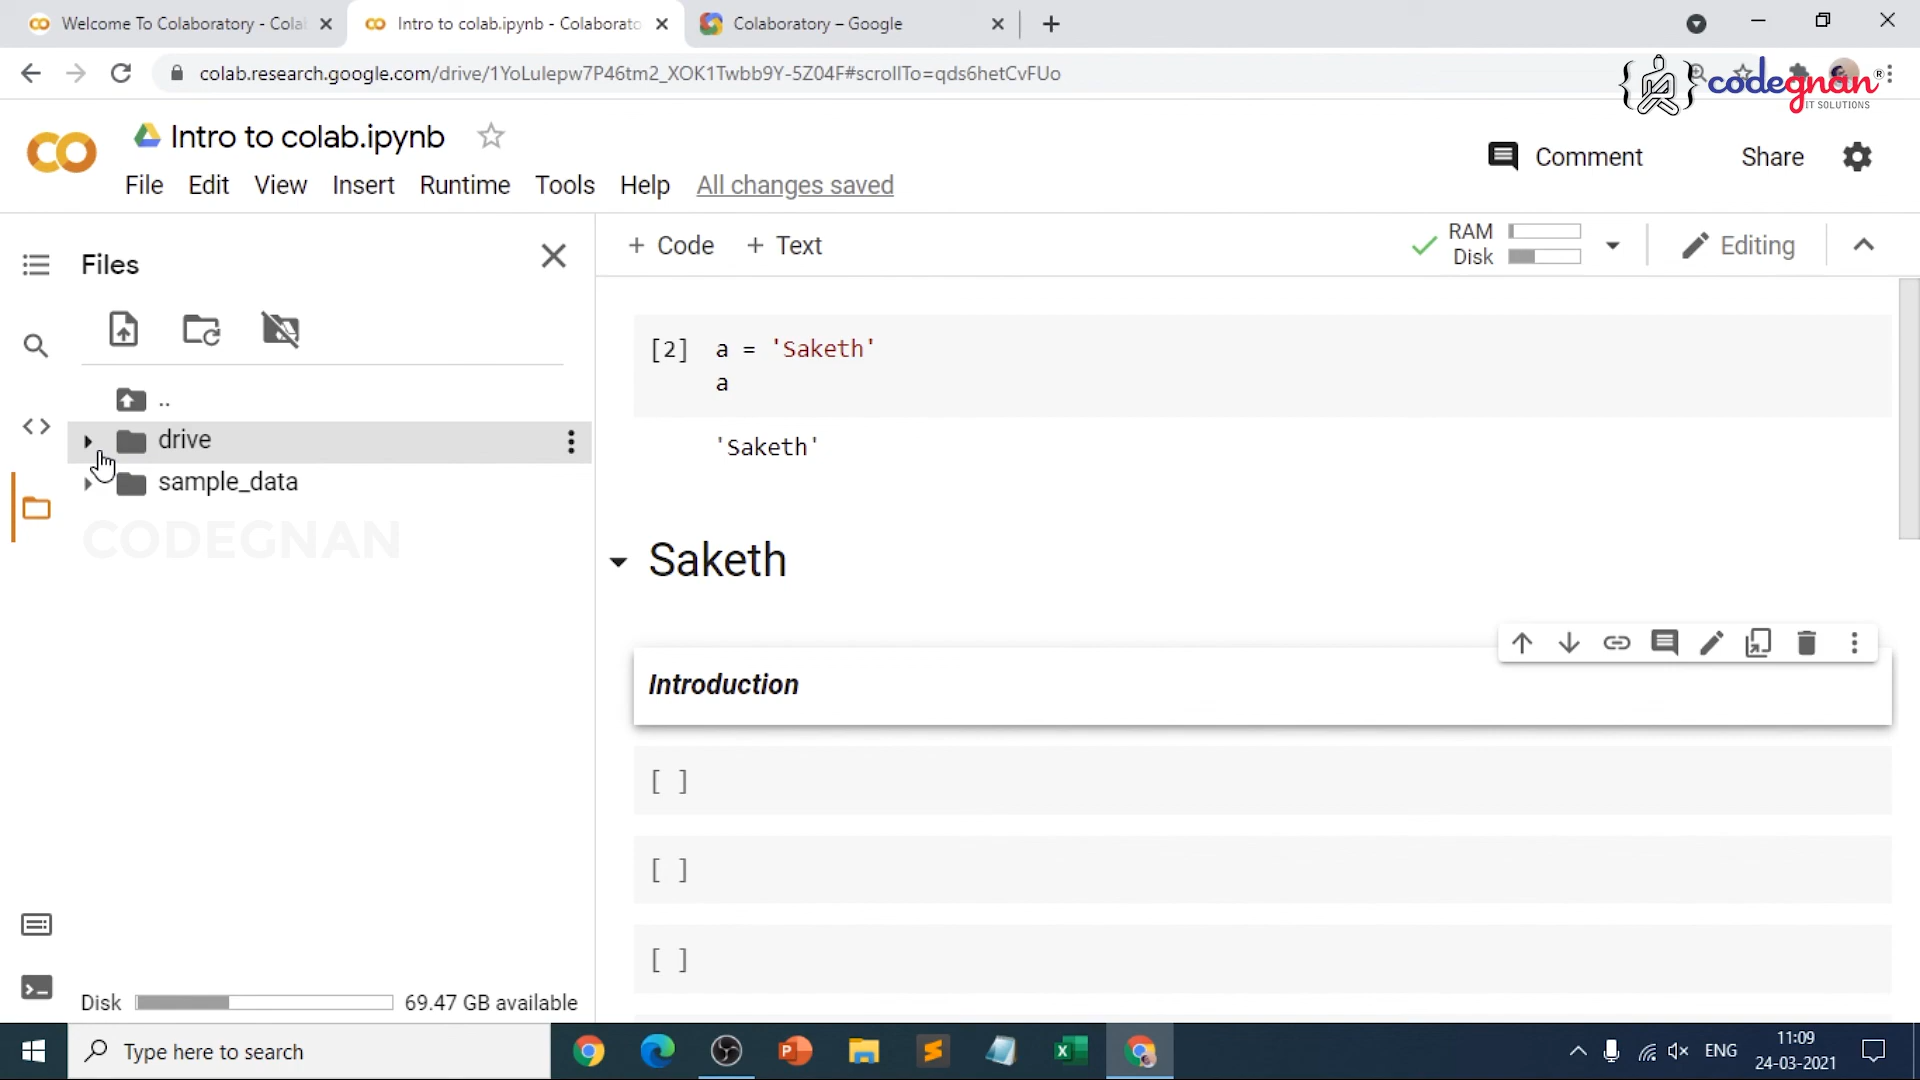 Welcome To Colaboratory - Cola
Intro to colab.ipynb - Colaborato
Colaboratory – Google
colab.research.google.com/drive/1YoLulepw7P46tm2_XOK1Twbb9Y-5Z04F#scrollTo=qds6hetCvFUo
codegnan®
IT SOLUTIONS
Intro to colab.ipynb
Comment
Share
File Edit View Insert Runtime Tools Help All changes saved
Files
+ Code + Text
RAM
Disk
Editing
..
drive
sample_data
CODEGNAN
[2] a = 'Saketh'
a
'Saketh'
Saketh
Introduction
[ ]
[ ]
[ ]
Disk 69.47 GB available
Type here to search
ENG
11:09
24-03-2021